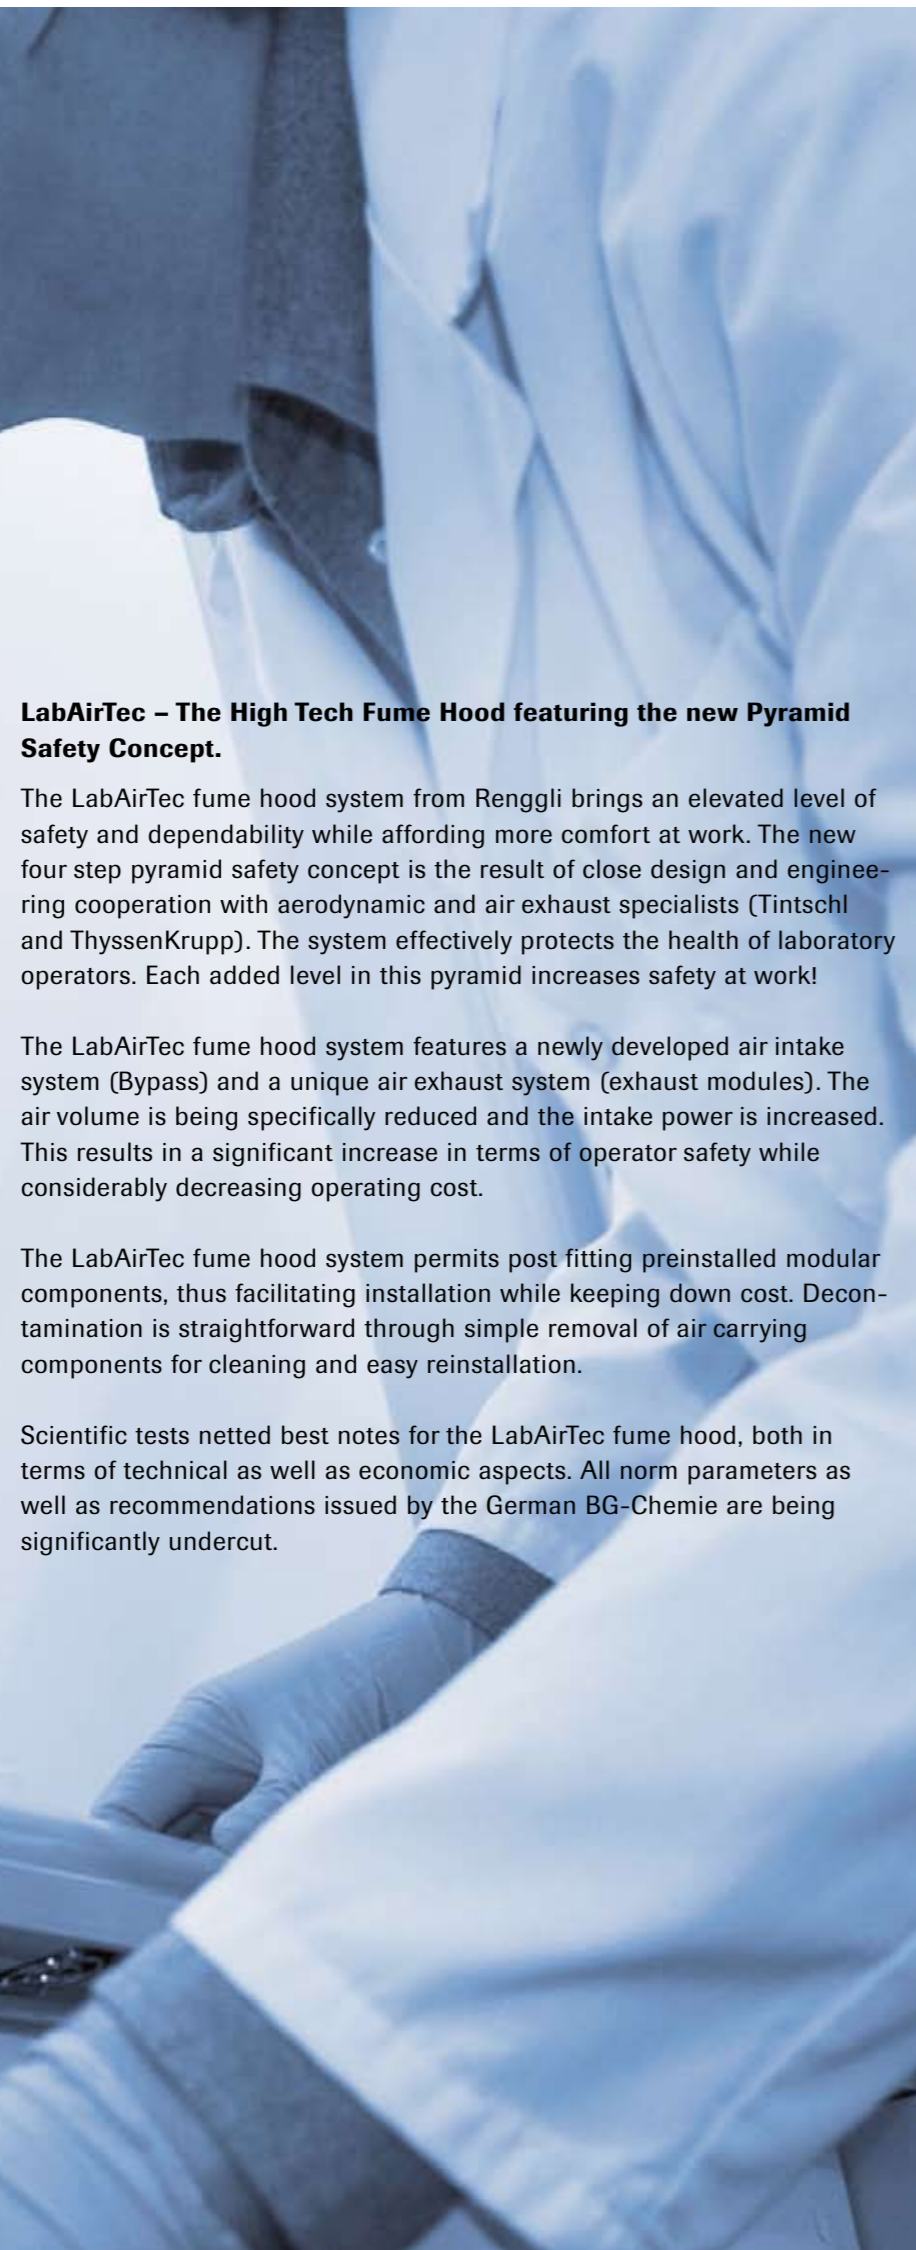 LabAirTec – The High Tech Fume Hood featuring the new Pyramid
Safety Concept.
The LabAirTec fume hood system from Renggli brings an elevated level of
safety and dependability while affording more comfort at work. The new
four step pyramid safety concept is the result of close design and enginee-
ring cooperation with aerodynamic and air exhaust specialists (Tintschl
and ThyssenKrupp). The system effectively protects the health of laboratory
operators. Each added level in this pyramid increases safety at work!
The LabAirTec fume hood system features a newly developed air intake
system (Bypass) and a unique air exhaust system (exhaust modules). The
air volume is being specifically reduced and the intake power is increased.
This results in a significant increase in terms of operator safety while
considerably decreasing operating cost.
The LabAirTec fume hood system permits post fitting preinstalled modular
components, thus facilitating installation while keeping down cost. Decon-
tamination is straightforward through simple removal of air carrying
components for cleaning and easy reinstallation.
Scientific tests netted best notes for the LabAirTec fume hood, both in
terms of technical as well as economic aspects. All norm parameters as
well as recommendations issued by the German BG-Chemie are being
significantly undercut.